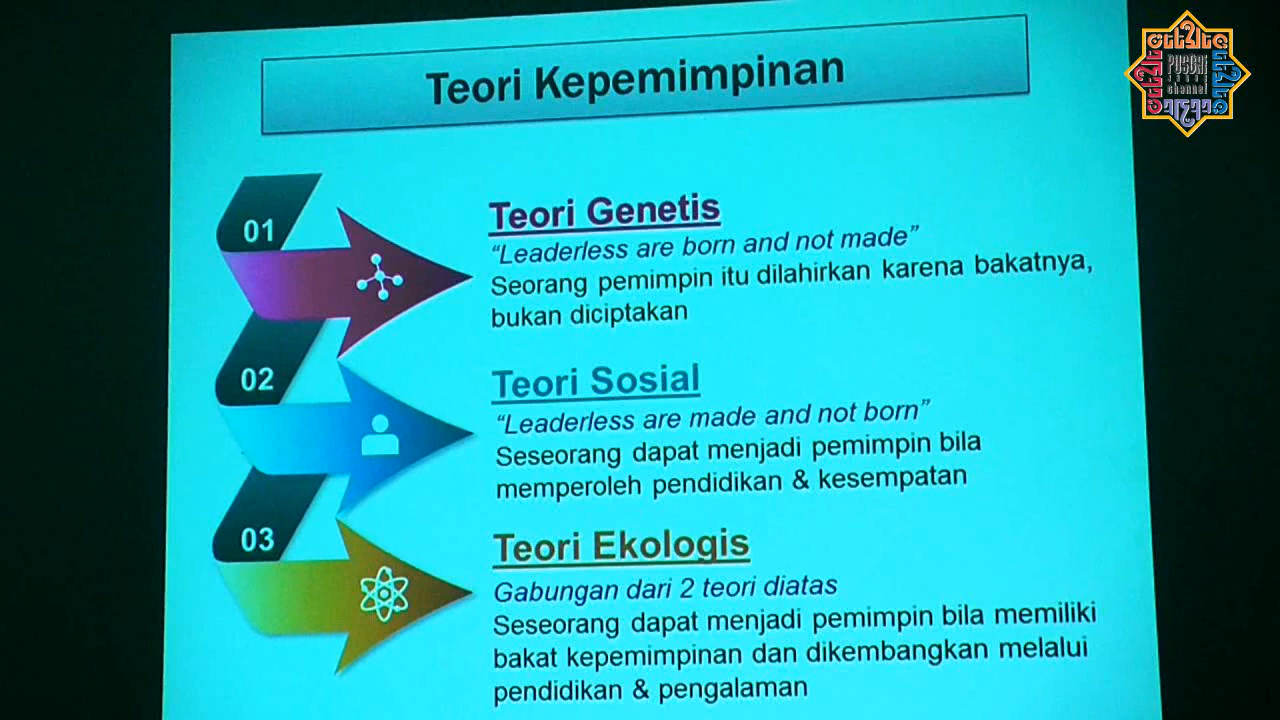 Teori Kepemimpinan
01
Teori Genetis
“Leaderless are born and not made”
Seorang pemimpin itu dilahirkan karena bakatnya,
bukan diciptakan
02
Teori Sosial
“Leaderless are made and not born”
Seseorang dapat menjadi pemimpin bila
memperoleh pendidikan & kesempatan
03
Teori Ekologis
Gabungan dari 2 teori diatas
Seseorang dapat menjadi pemimpin bila memiliki
bakat kepemimpinan dan dikembangkan melalui
pendidikan & pengalaman
PUSDAI
channel